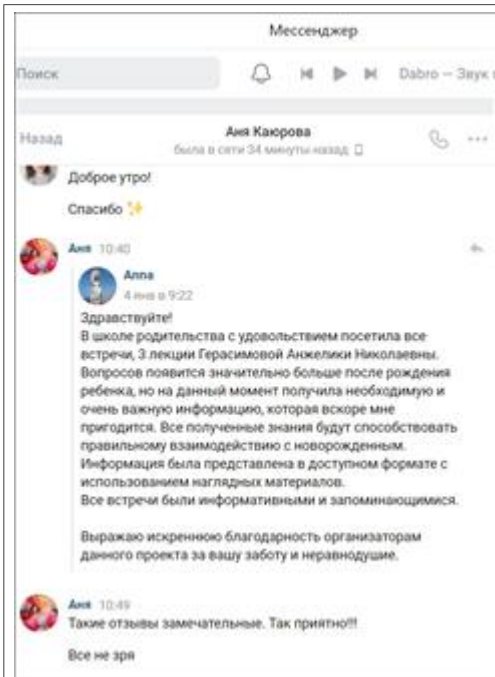 Мессенджер
Поиск
Dabro — Звук
Назад
Аня Каюрова
была в сети 34 минуты назад
Доброе утро!
Спасибо ✨
Аня 10:40
Anna
4 янв в 9:22
Здравствуйте!
В школе родительства с удовольствием посетила все
встречи, 3 лекции Герасимовой Анжелики Николаевны.
Вопросов появится значительно больше после рождения
ребенка, но на данный момент получила необходимую и
очень важную информацию, которая вскоре мне
пригодится. Все полученные знания будут способствовать
правильному взаимодействию с новорожденным.
Информация была представлена в доступном формате с
использованием наглядных материалов.
Все встречи были информативными и запоминающимися.
Выражаю искреннюю благодарность организаторам
данного проекта за вашу заботу и неравнодушие.
Аня 10:49
Такие отзывы замечательные. Так приятно!!!
Все не зря